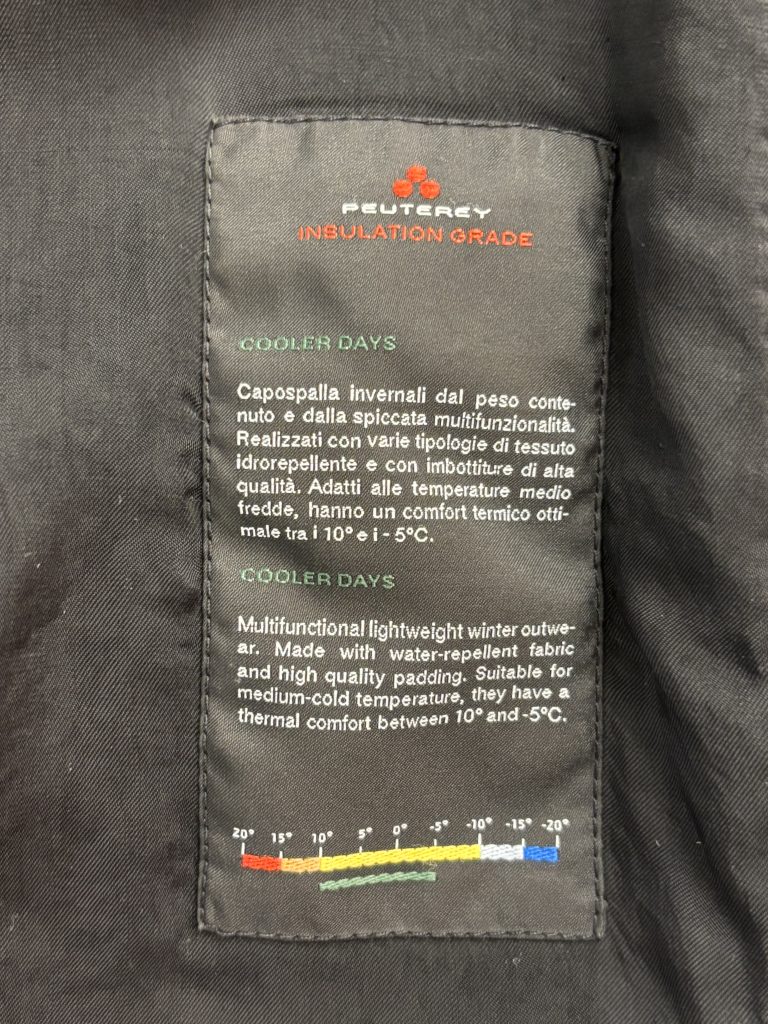 PEUTEREY
INSULATION GRADE
COOLER DAYS
Capospalla invernali dal peso conte-
nuto e dalla spiccata multifunzionalità.
Realizzati con varie tipologie di tessuto
idrorepellente e con imbottiture di alta
qualità. Adatti alle temperature medio
fredde, hanno un comfort termico otti-
male tra i 10° e i - 5°C.
COOLER DAYS
Multifunctional lightweight winter outwe-
ar. Made with water-repellent fabric
and high quality padding. Suitable for
medium-cold temperature, they have a
thermal comfort between 10° and -5°C.
20° 15° 10° 5° 0° -5° -10° -15° -20°